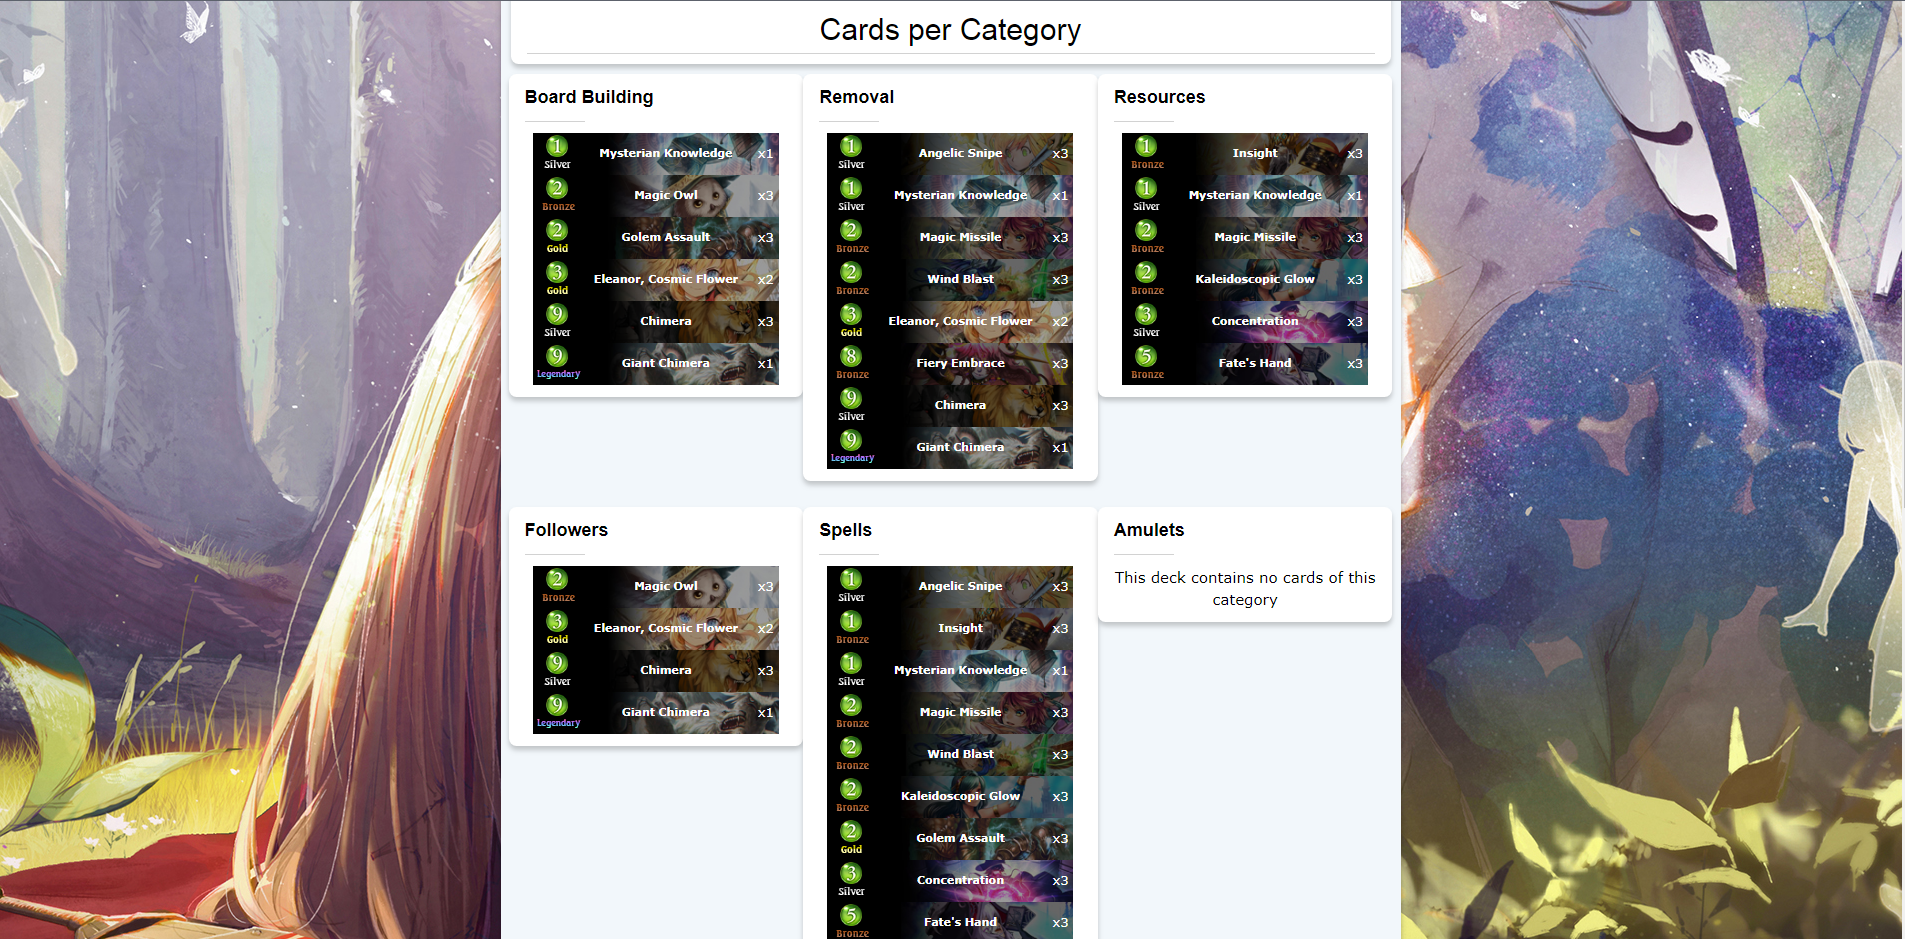 Cards per Category
Board Building
1 Mysterian Knowledge x1
Silver
2 Magic Owl x3
Bronze
2 Golem Assault x3
Gold
3 Eleanor, Cosmic Flower x2
Gold
9 Chimera x3
Silver
9 Giant Chimera x1
Legendary
Removal
1 Angelic Snipe x3
Silver
1 Mysterian Knowledge x1
Silver
2 Magic Missile x3
Bronze
2 Wind Blast x3
Bronze
3 Eleanor, Cosmic Flower x2
Gold
8 Fiery Embrace x3
Bronze
9 Chimera x3
Silver
9 Giant Chimera x1
Legendary
Resources
1 Insight x3
Bronze
1 Mysterian Knowledge x1
Silver
2 Magic Missile x3
Bronze
2 Kaleidoscopic Glow x3
Bronze
3 Concentration x3
Silver
5 Fate's Hand x3
Bronze
Followers
2 Magic Owl x3
Bronze
3 Eleanor, Cosmic Flower x2
Gold
9 Chimera x3
Silver
9 Giant Chimera x1
Legendary
Spells
1 Angelic Snipe x3
Silver
1 Insight x3
Bronze
1 Mysterian Knowledge x1
Silver
2 Magic Missile x3
Bronze
2 Wind Blast x3
Bronze
2 Kaleidoscopic Glow x3
Bronze
2 Golem Assault x3
Gold
3 Concentration x3
Silver
5 Fate's Hand x3
Bronze
Amulets
This deck contains no cards of this
category